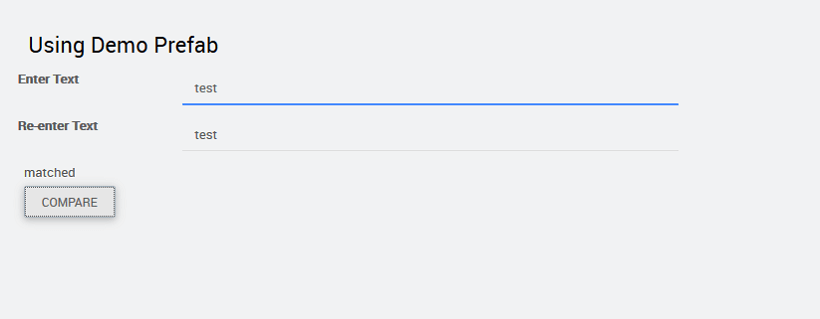 Using Demo Prefab
Enter Text
test
Re-enter Text
test
matched
COMPARE